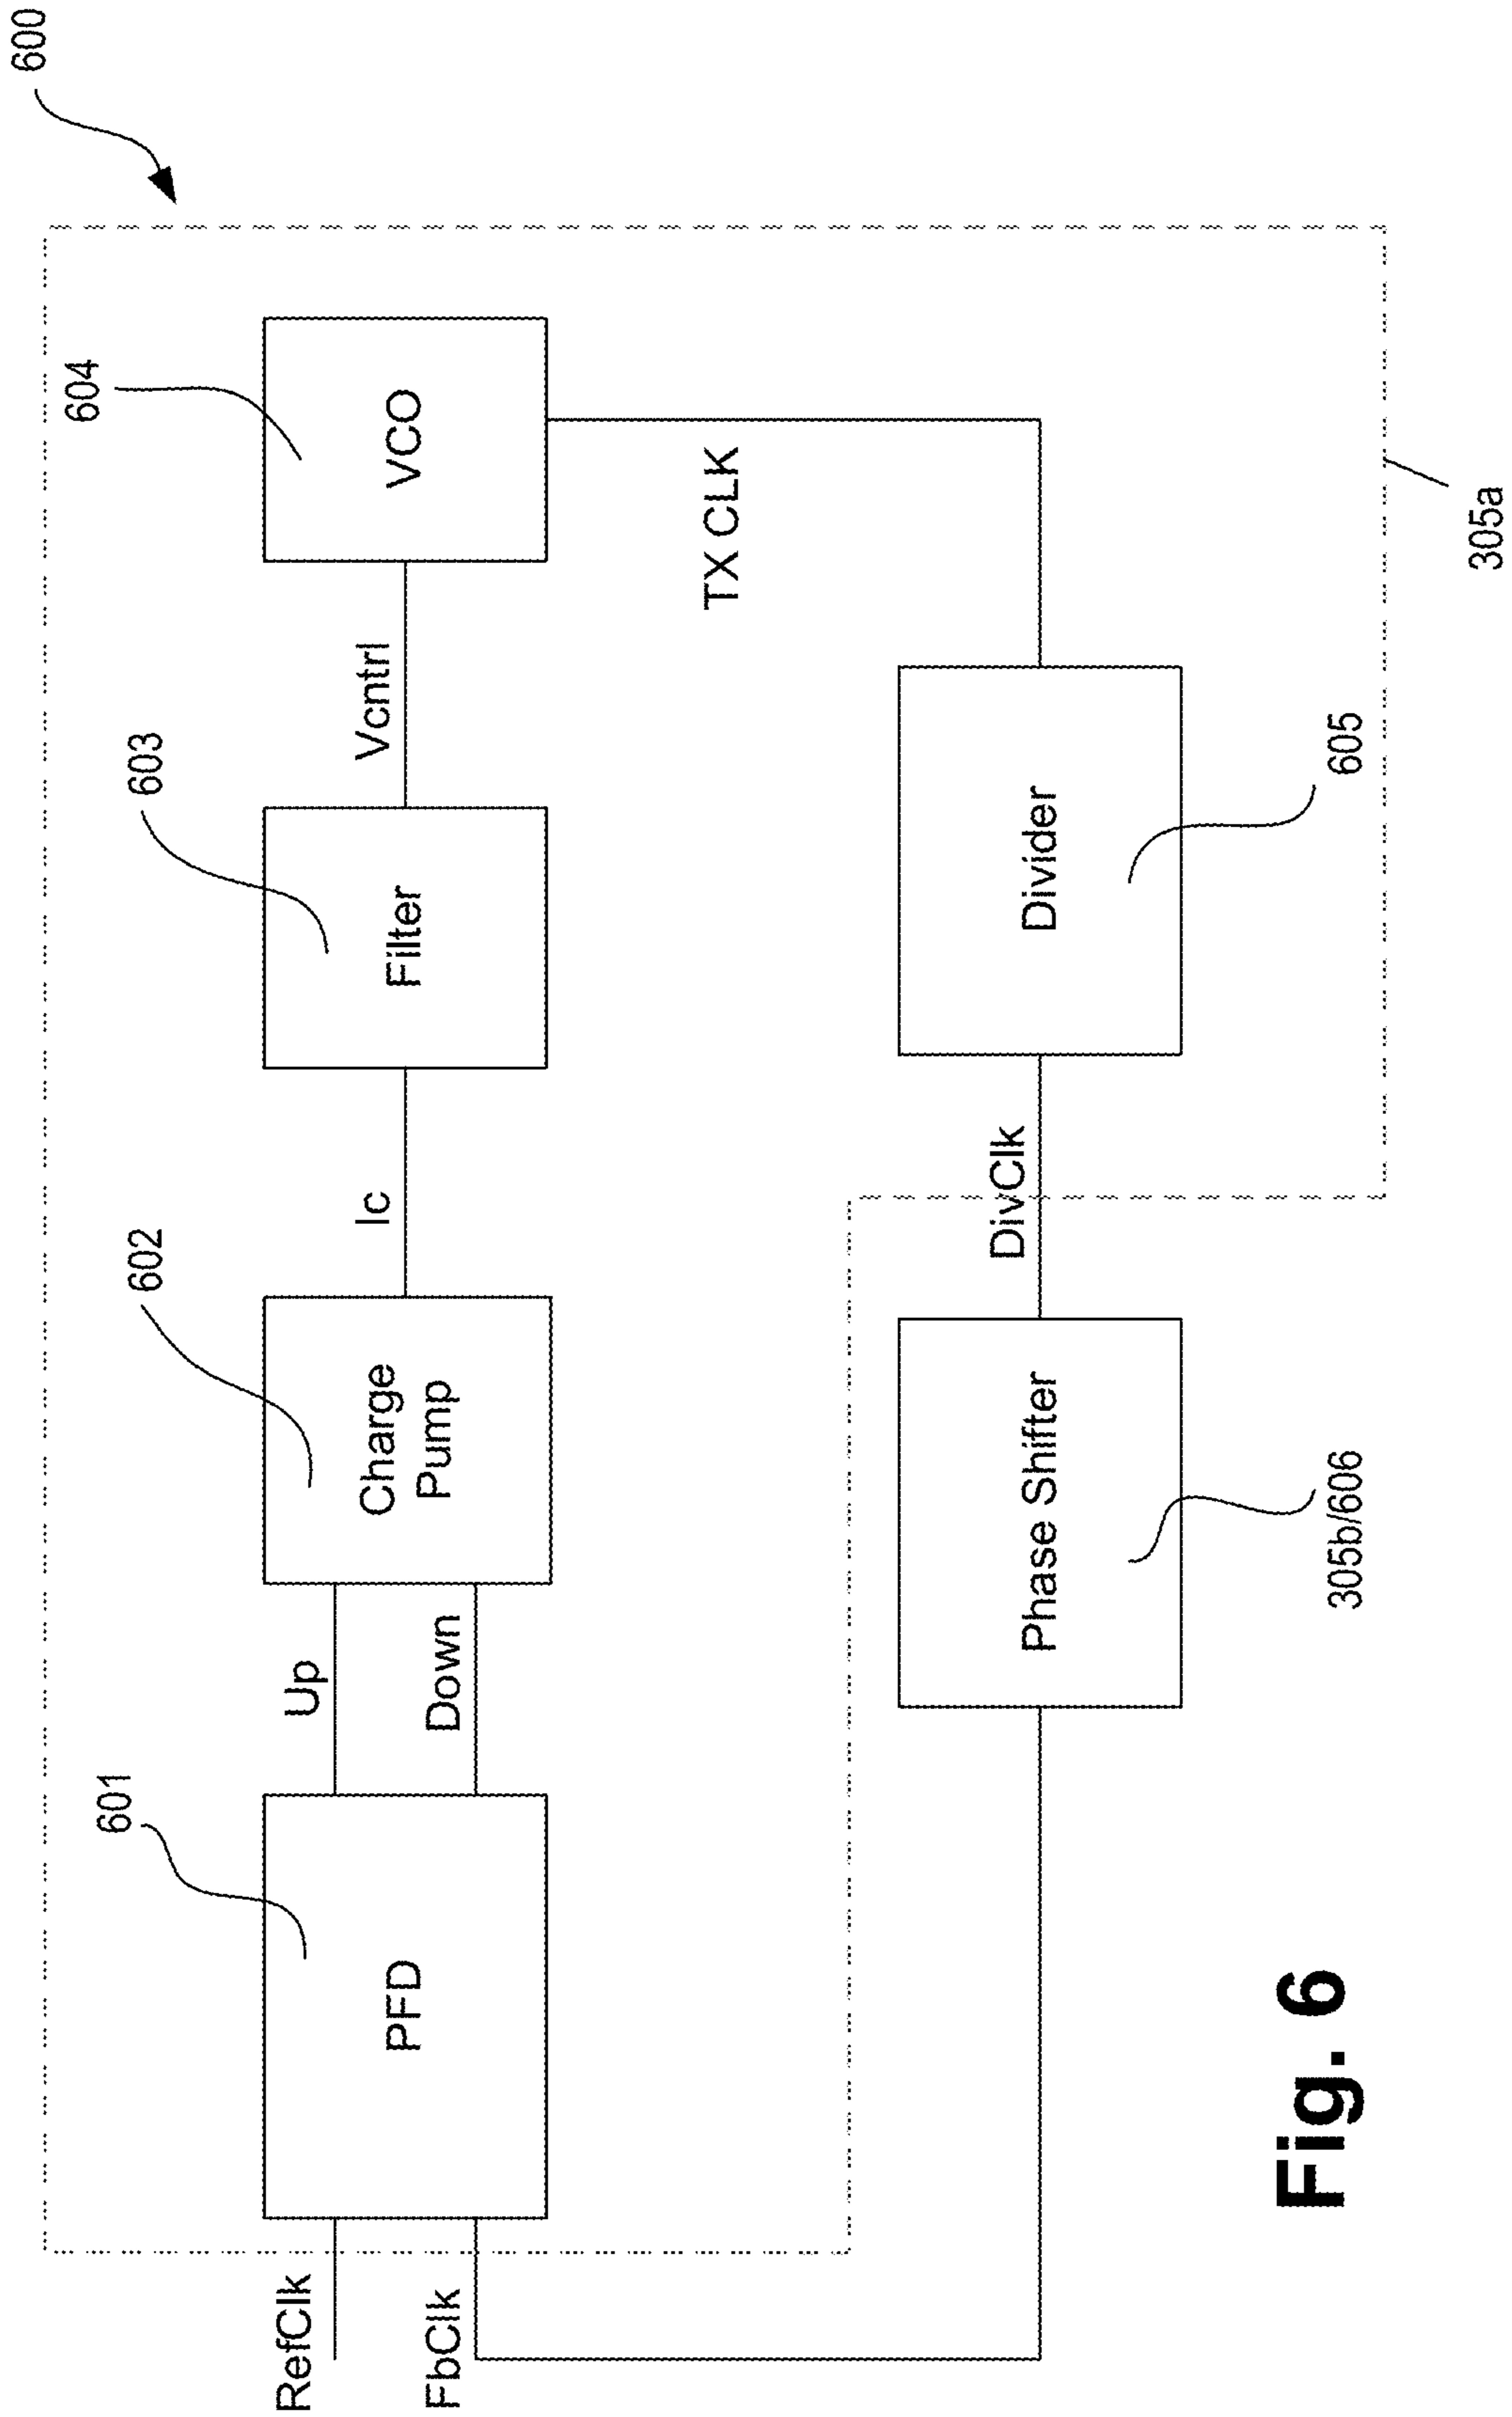 600
604
603
602
601
RefClk
FbClk
PFD
Up
Down
Charge
Pump
Ic
Filter
Vcntrl
VCO
TX CLK
Phase Shifter
DivClk
Divider
305b/606
605
305a
Fig. 6